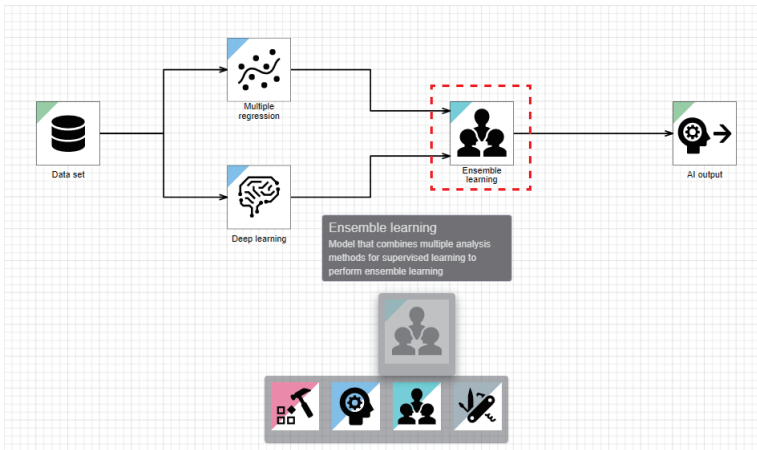 Multiple
regression
Data set
Ensemble
learning
AI output
Deep learning
Ensemble learning
Model that combines multiple analysis
methods for supervised learning to
perform ensemble learning